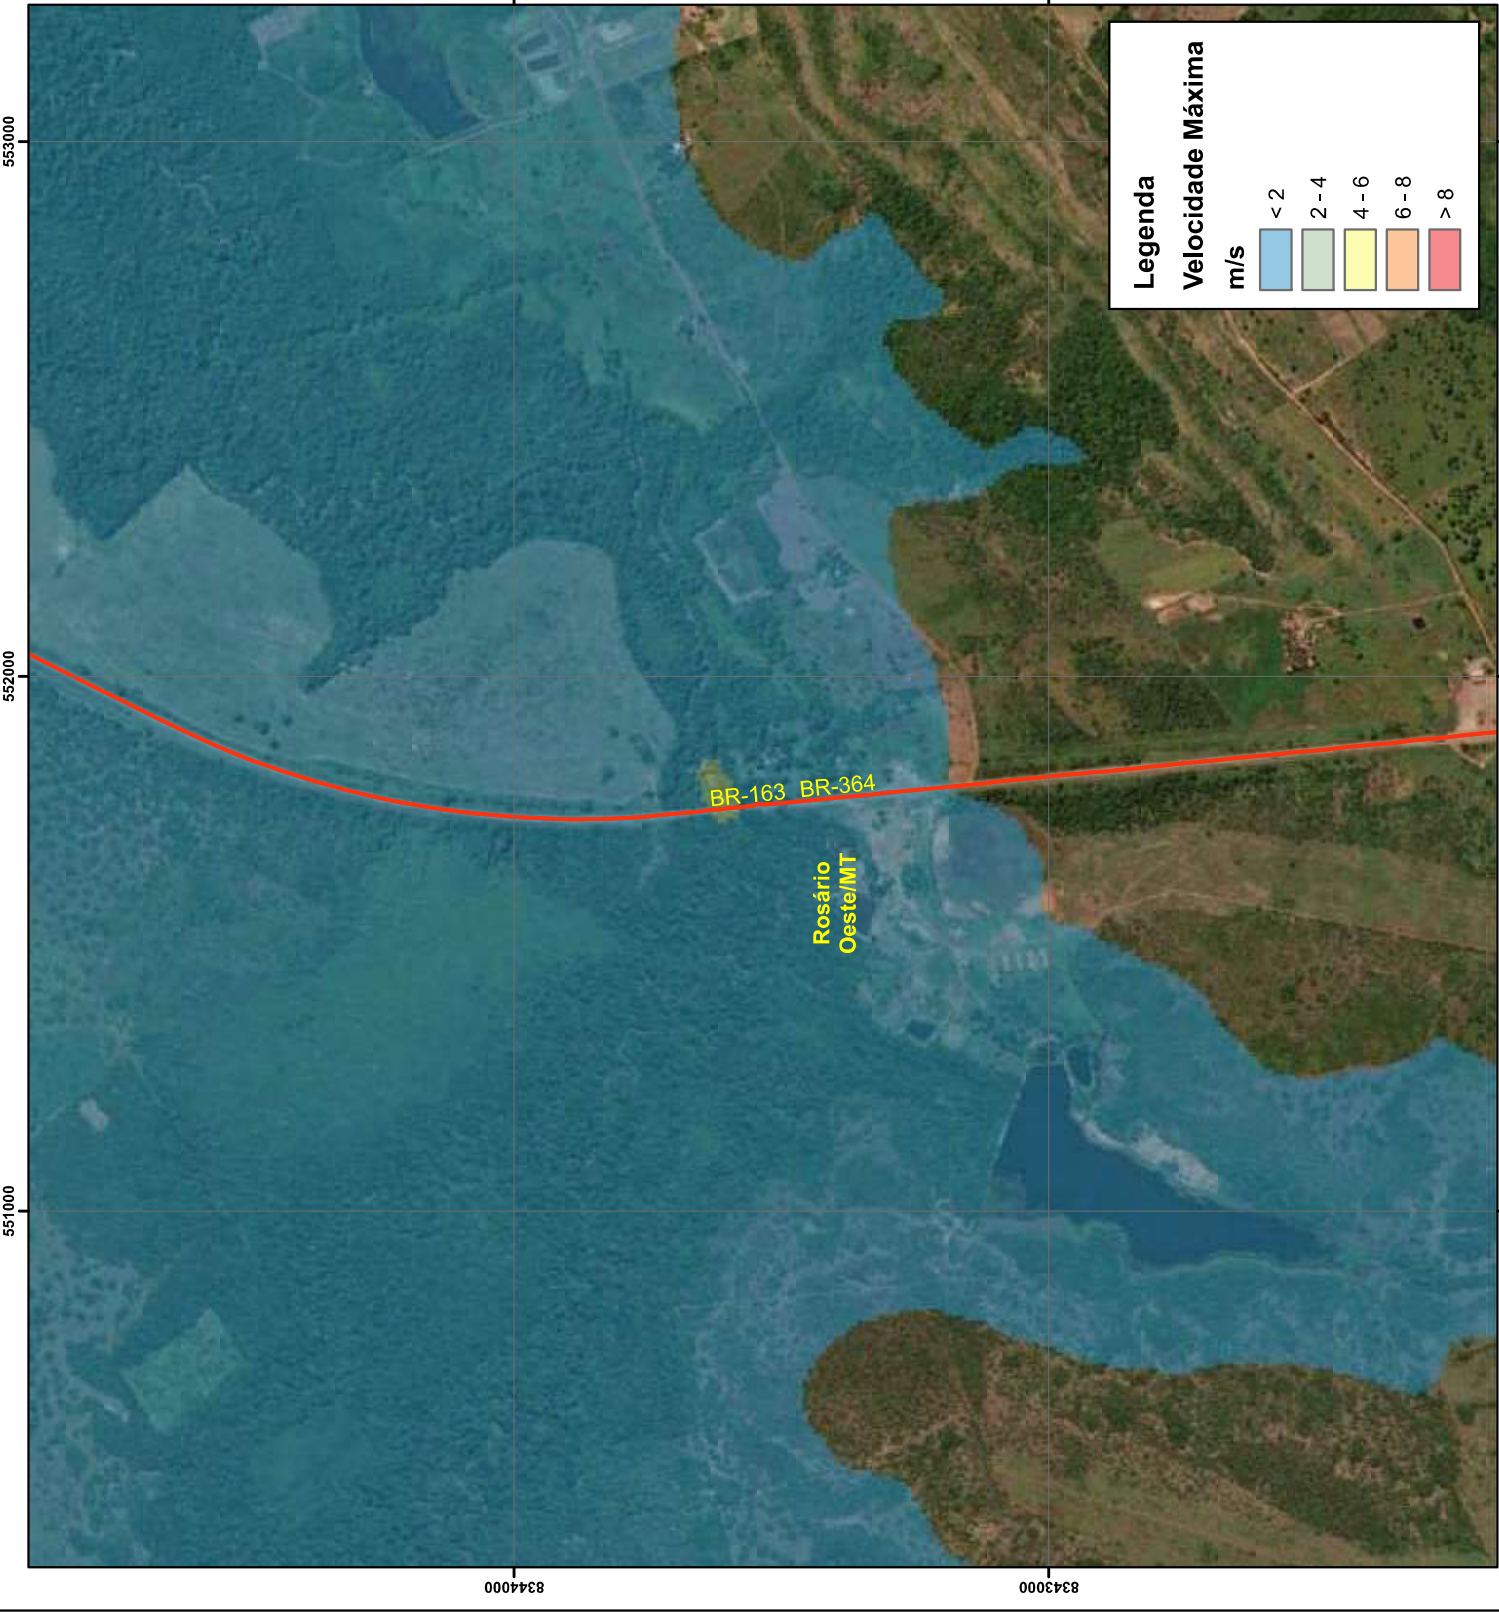 553000
552000
551000
8344000
8343000
BR-163 BR-364
Rosário
Oeste/MT
Legenda
Velocidade Máxima
m/s
< 2
2 - 4
4 - 6
6 - 8
> 8